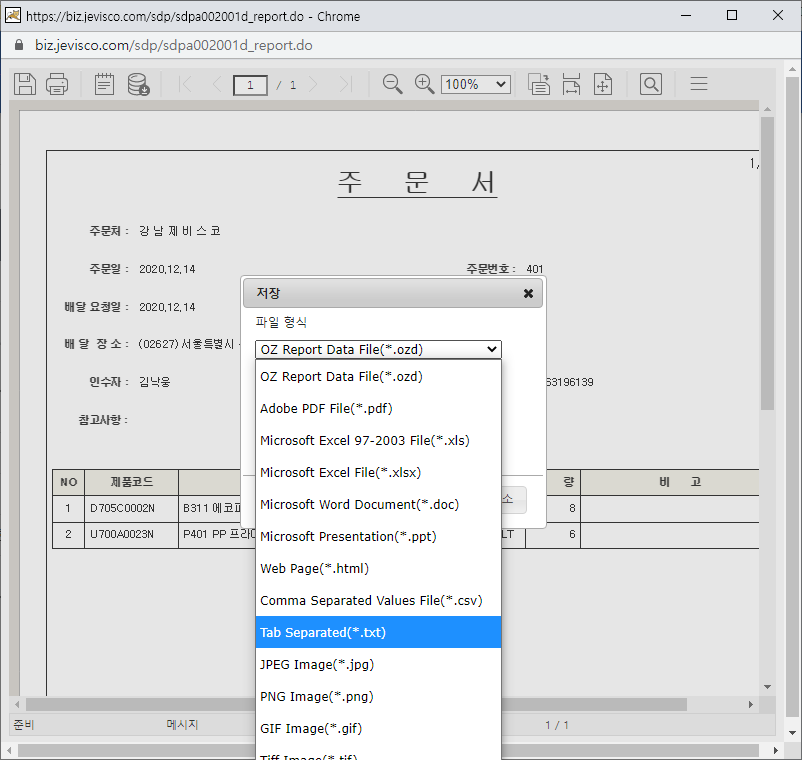 https://biz.jevisco.com/sdp/sdpa002001d_report.do - Chrome
biz.jevisco.com/sdp/sdpa002001d_report.do
1 / 1 100%
1,
주 문 서
주문처 : 강 남 제 비 스 코
주문일 : 2020.12.14 주문번호 : 401
배달 요청일 : 2020.12.14
배 달 장 소 : (02627) 서울특별시
인수자 : 김낙웅 63196139
참고사항 :
저장
파일 형식
OZ Report Data File(*.ozd)
OZ Report Data File(*.ozd)
Adobe PDF File(*.pdf)
Microsoft Excel 97-2003 File(*.xls)
Microsoft Excel File(*.xlsx)
Microsoft Word Document(*.doc)
Microsoft Presentation(*.ppt)
Web Page(*.html)
Comma Separated Values File(*.csv)
Tab Separated(*.txt)
JPEG Image(*.jpg)
PNG Image(*.png)
GIF Image(*.gif)
Tiff Image(*.tif)
소
NO 제품코드 량 비 고
1 D705C0002N B311 에코 8
2 U700A0023N P401 PP 프라이 LT 6
준비 메시지 1 / 1